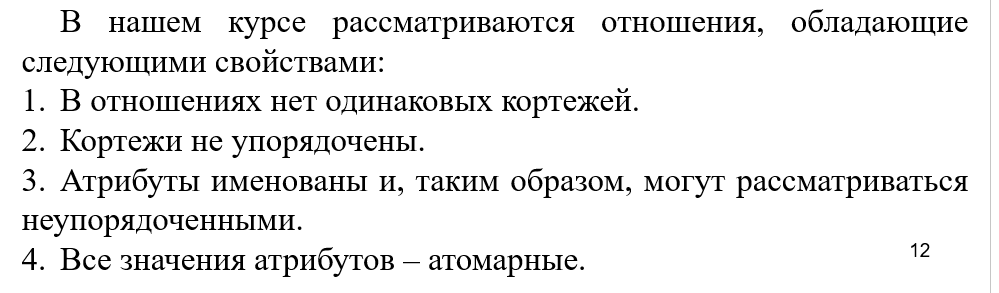 В нашем курсе рассматриваются отношения, обладающие
следующими свойствами:
1. В отношениях нет одинаковых кортежей.
2. Кортежи не упорядочены.
3. Атрибуты именованы и, таким образом, могут рассматриваться
неупорядоченными.
4. Все значения атрибутов – атомарные.
12